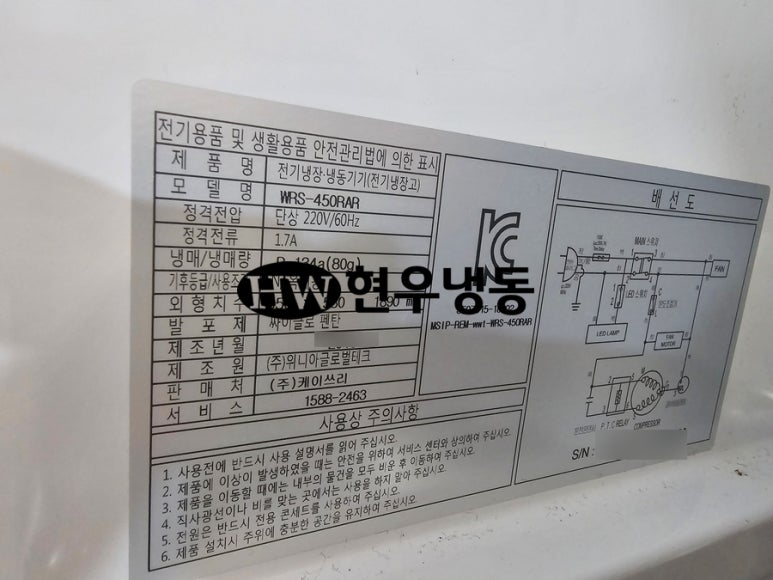 전기용품 및 생활용품 안전관리법에 의한 표시
제 품 명 전기냉장·냉동기기(전기냉장고)
모 델 명 WRS-450RAR
정격전압 단상 220V/60Hz
정격전류 1.7A
냉매/냉매량 R-134a(80g)
기후등급/사용조
외 형 치 수
HW현우냉동
발 포 제 싸이클로 펜탄
제조년월
제 조 원 (주)위니아글로벌테크
판 매 처 (주)케이쓰리
서 비 스 1588-2463
MSIP-REM-wwt-WRS-450RAR
사용상 주의사항
1. 사용전에 반드시 사용 설명서를 읽어 주십시오.
2. 제품에 이상이 발생하였을 때는 안전을 위하여 서비스 센터와 상의하여 주십시오.
3. 제품을 이동할 때에는 내부의 물건을 모두 비운 후 이동하여 주십시오.
4. 직사광선이나 비를 맞는 곳에서는 사용을 하지 말아 주십시오.
5. 전원은 반드시 전용 콘세트를 사용하여 주십시오.
6. 제품 설치시 주위에 충분한 공간을 유지하여 주십시오.
배 선 도
MAIN 스위치
FAN
LED 스위치
LED LAMP
FAN MOTOR
P.T.C RELAY
COMPRESSOR
S/N :